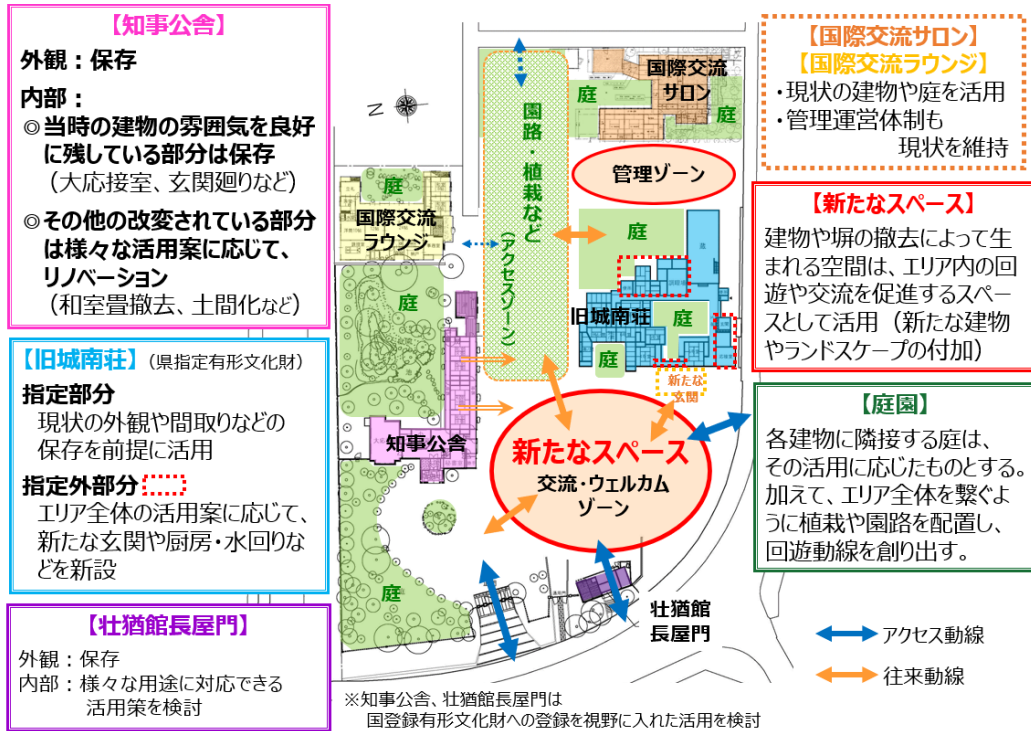 【知事公舎】
外観：保存
内部：
◎当時の建物の雰囲気を良好
に残している部分は保存
（大応接室、玄関廻りなど）
◎その他の改変されている部分
は様々な活用案に応じて、
リノベーション
（和室畳撤去、土間化など）
【旧城南荘】（県指定有形文化財）
指定部分
現状の外観や間取りなどの
保存を前提に活用
指定外部分
エリア全体の活用案に応じて、
新たな玄関や厨房・水回りな
どを新設
【壮猶館長屋門】
外観：保存
内部：様々な用途に対応できる
活用策を検討
N
国際交流
サロン
庭
庭
園路・植栽など
（アクセスゾーン）
管理ゾーン
庭
国際交流
ラウンジ
庭
庭
旧城南荘
庭
庭
新たな
玄関
知事公舎
新たなスペース
交流・ウェルカム
ゾーン
庭
壮猶館
長屋門
※知事公舎、壮猶館長屋門は
国登録有形文化財への登録を視野に入れた活用を検討
【国際交流サロン】
【国際交流ラウンジ】
・現状の建物や庭を活用
・管理運営体制も
現状を維持
【新たなスペース】
建物や塀の撤去によって生
まれる空間は、エリア内の回
遊や交流を促進するスペー
スとして活用（新たな建物
やランドスケープの付加）
【庭園】
各建物に隣接する庭は、
その活用に応じたものとする。
加えて、エリア全体を繋ぐよ
うに植栽や園路を配置し、
回遊動線を創り出す。
アクセス動線
往来動線